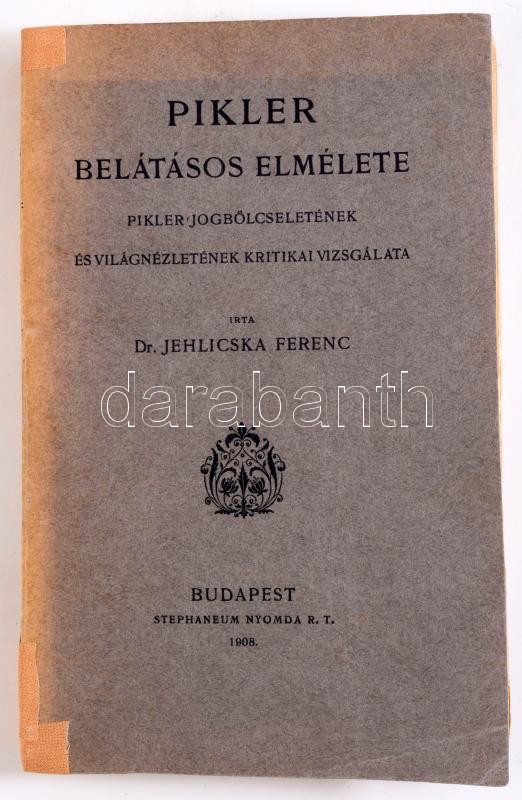 PIKLER
BELÁTÁSOS ELMÉLETE
PIKLER JOGBÖLCSELETÉNEK
ÉS VILÁGNÉZLETÉNEK KRITIKAI VIZSGÁLATA
IRTA
Dr. JEHLICSKA FERENC
darabanth
BUDAPEST
STEPHANEUM NYOMDA R. T.
1908.